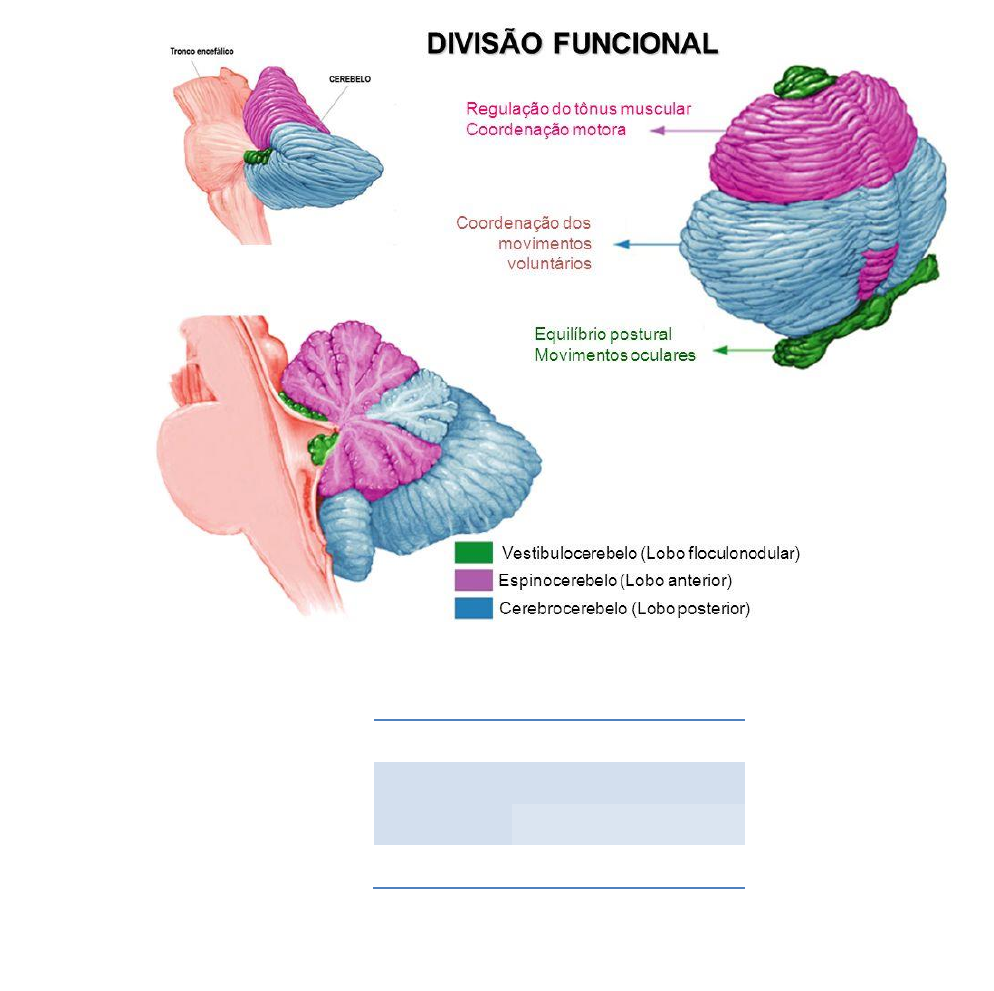 DIVISÃO FUNCIONAL
Tronco encefálico
CEREBELO
Regulação do tônus muscular
Coordenação motora
Coordenação dos
movimentos
voluntários
Equilíbrio postural
Movimentos oculares
Vestibulocerebelo (Lobo floculonodular)
Espinocerebelo (Lobo anterior)
Cerebrocerebelo (Lobo posterior)